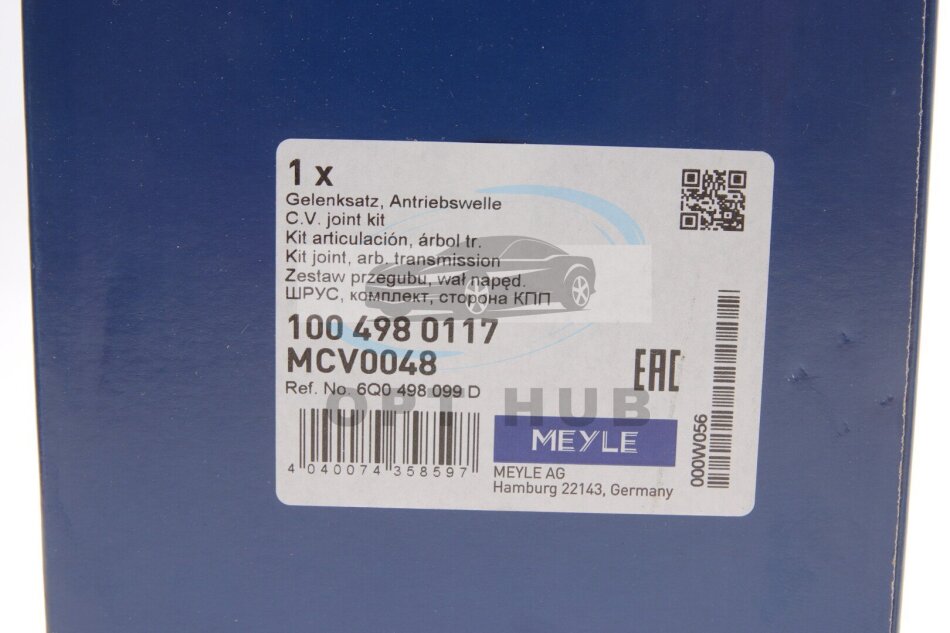 1 x
Gelenksatz, Antriebswelle
C.V. joint kit
Kit articulación, árbol tr.
Kit joint, arb. transmission
Zestaw przegubu, wał napęd.
ШРУС, комплект, сторона КПП
100 498 0117
MCV0048
Ref. No. 6Q0 498 099 D
EAC
OPT HUB
4 040074 358597
MEYLE
MEYLE AG
Hamburg 22143, Germany
000W056